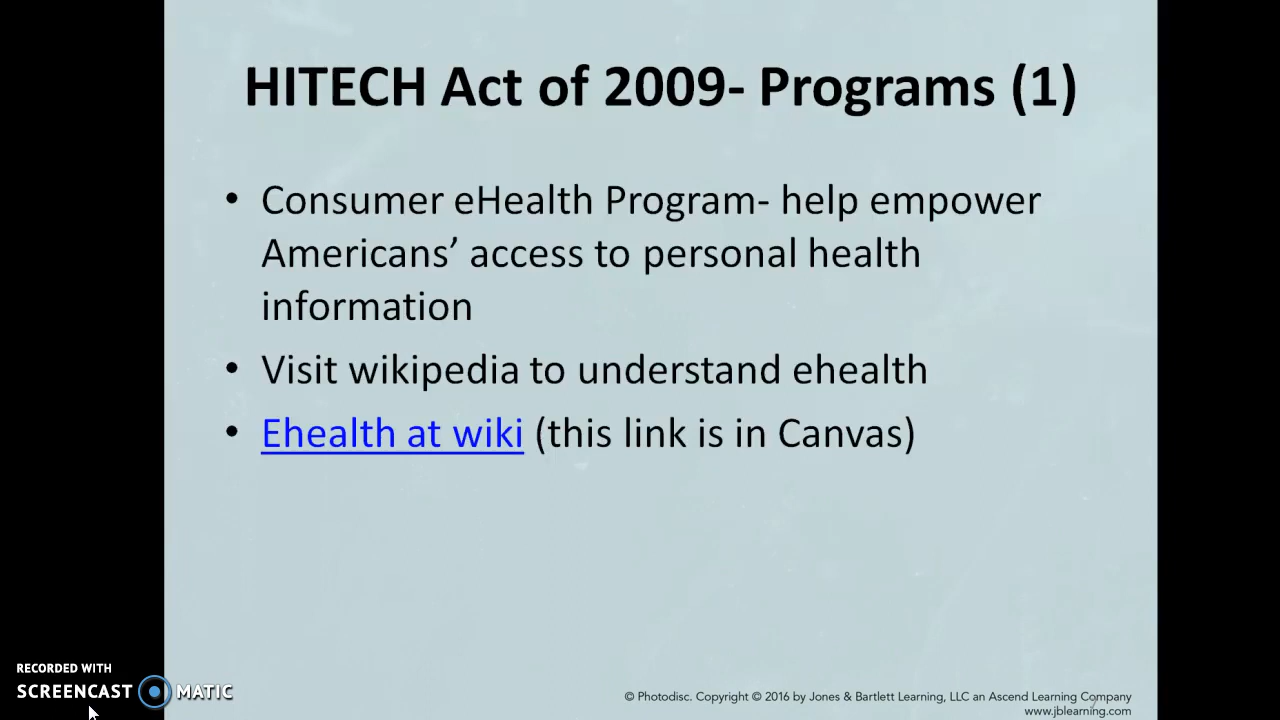 HITECH Act of 2009- Programs (1)
• Consumer eHealth Program- help empower
Americans’ access to personal health
information
• Visit wikipedia to understand ehealth
• Ehealth at wiki (this link is in Canvas)
RECORDED WITH
SCREENCAST MATIC
© Photodisc. Copyright © 2016 by Jones & Bartlett Learning, LLC an Ascend Learning Company
www.jblearning.com